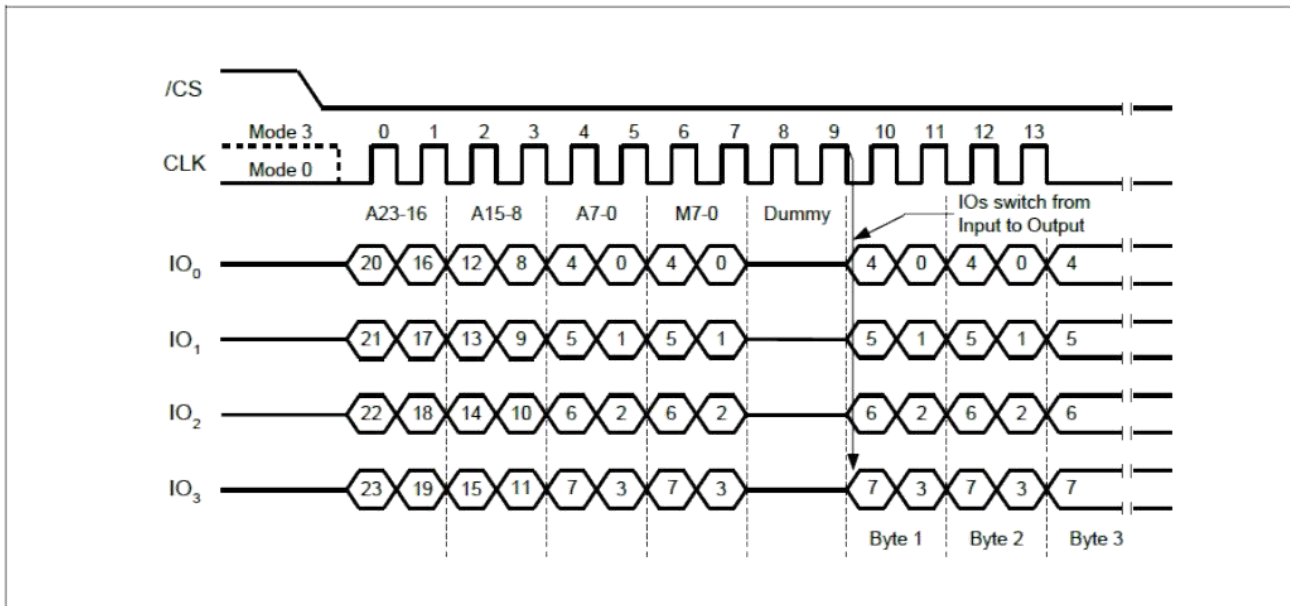 /CS
Mode 3 0 1 2 3 4 5 6 7 8 9 10 11 12 13
CLK
Mode 0
A23-16 A15-8 A7-0 M7-0 Dummy IOs switch from
Input to Output
IO0 20 16 12 8 4 0 4 0 4 0 4 0 4
IO1 21 17 13 9 5 1 5 1 5 1 5 1 5
IO2 22 18 14 10 6 2 6 2 6 2 6 2 6
IO3 23 19 15 11 7 3 7 3 7 3 7 3 7
Byte 1 Byte 2 Byte 3